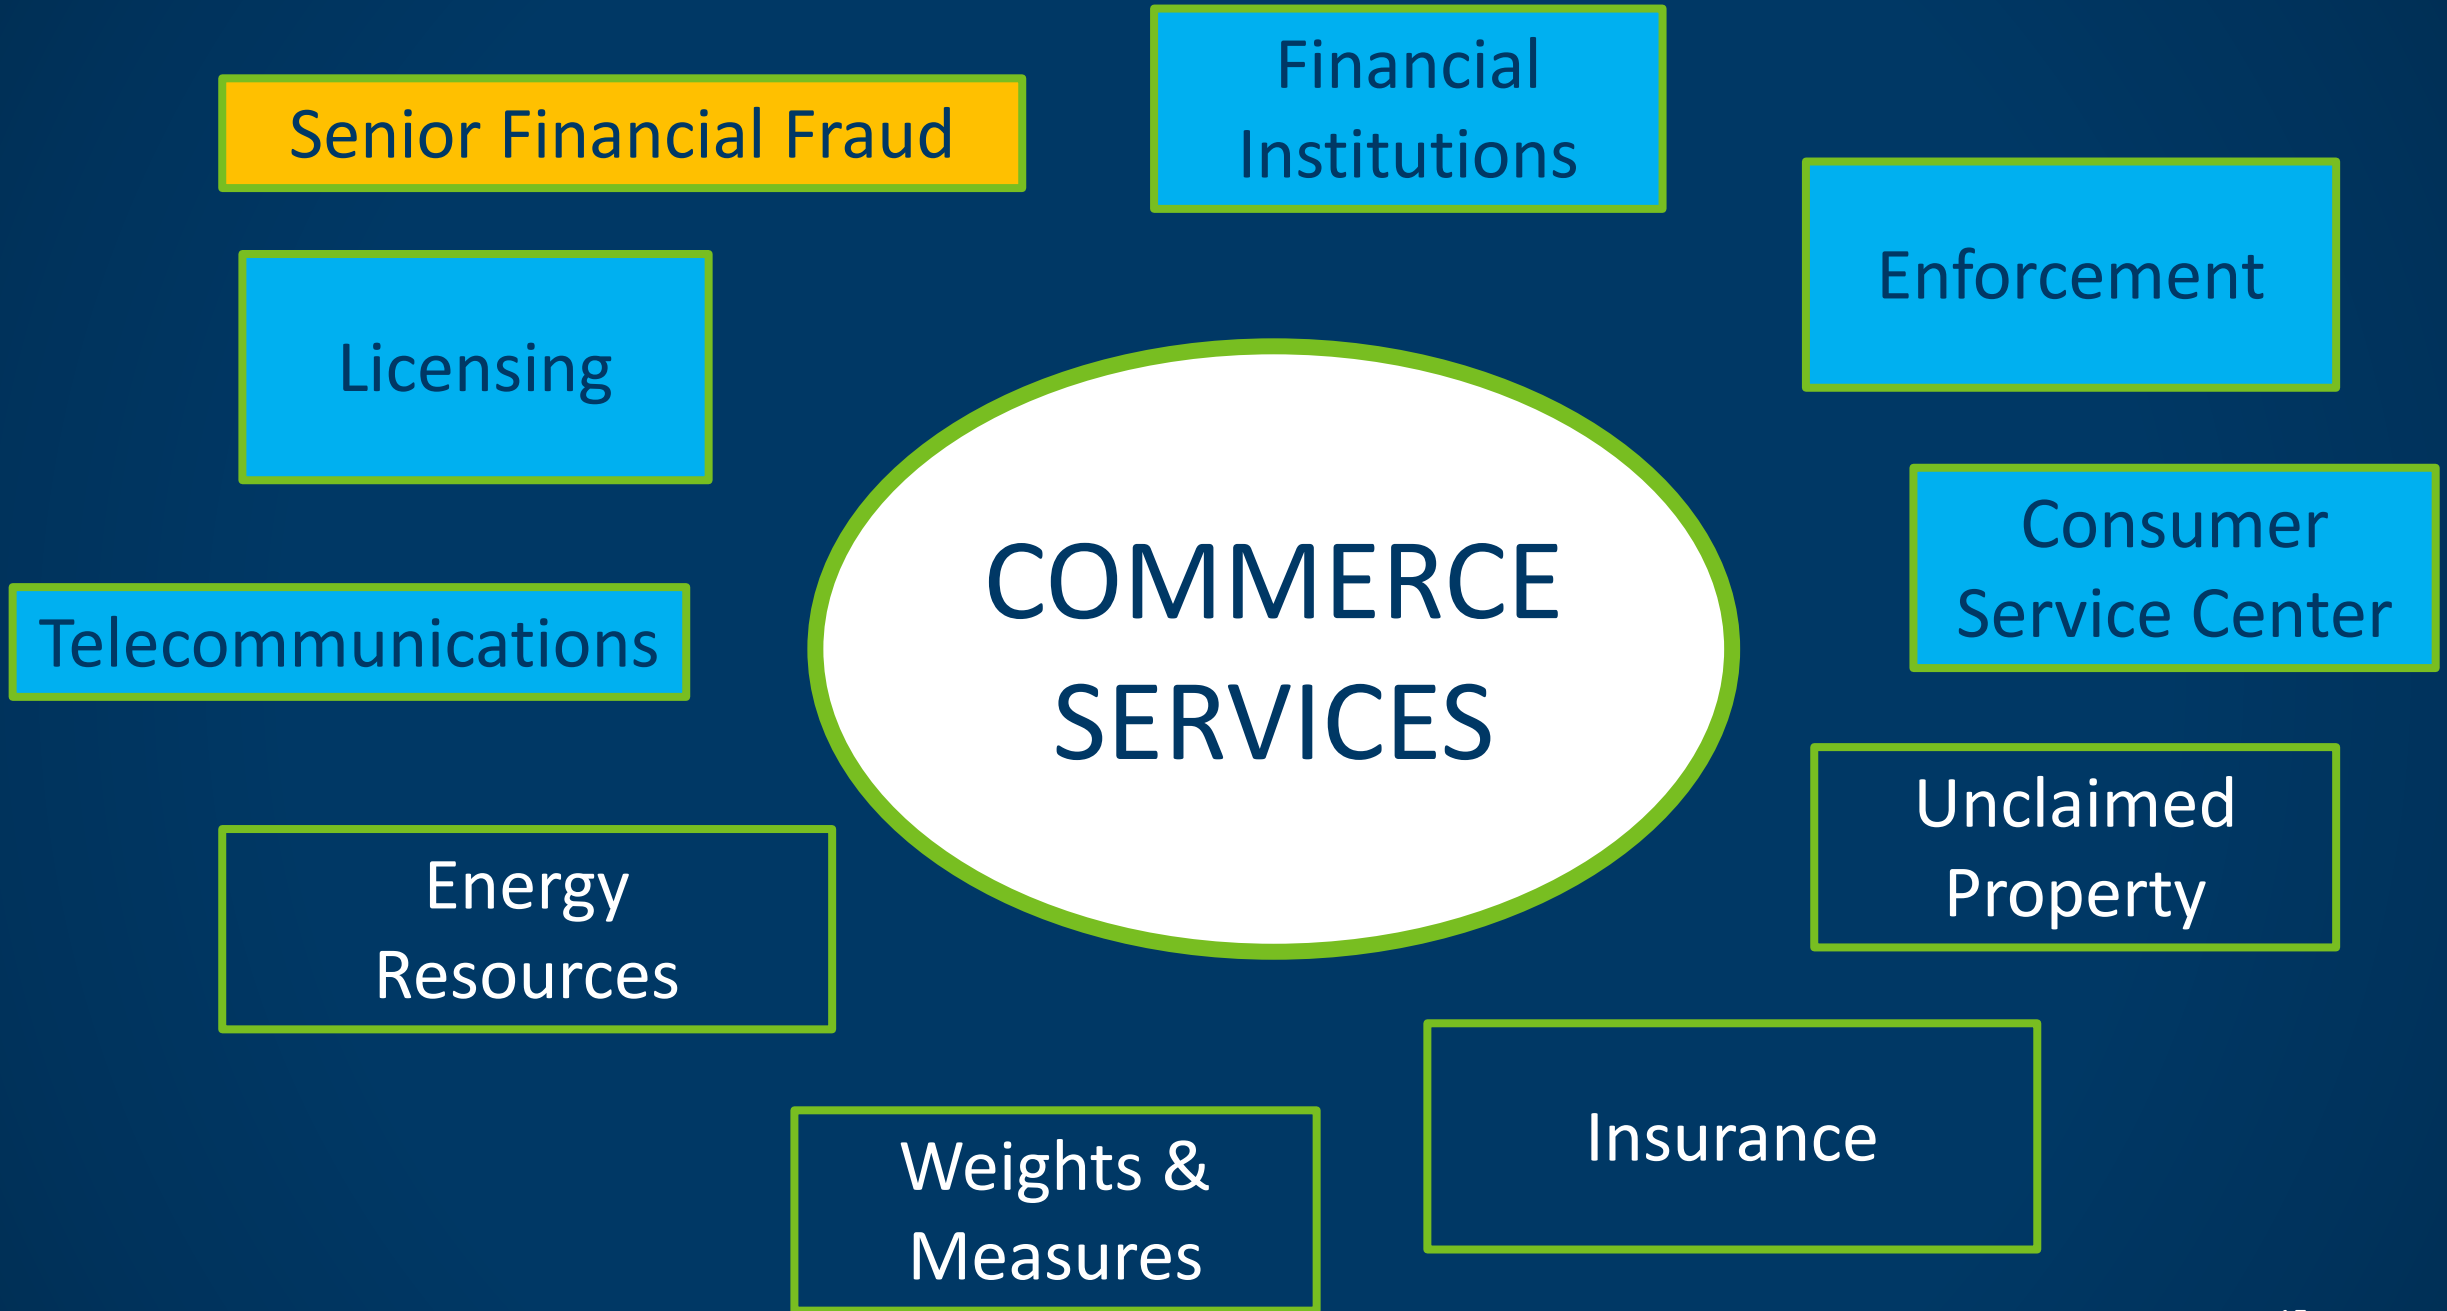 Financial
Institutions
Senior Financial Fraud
Enforcement
Licensing
Consumer
Service Center
COMMERCE
SERVICES
Telecommunications
Unclaimed
Property
Energy
Resources
Insurance
Weights &
Measures